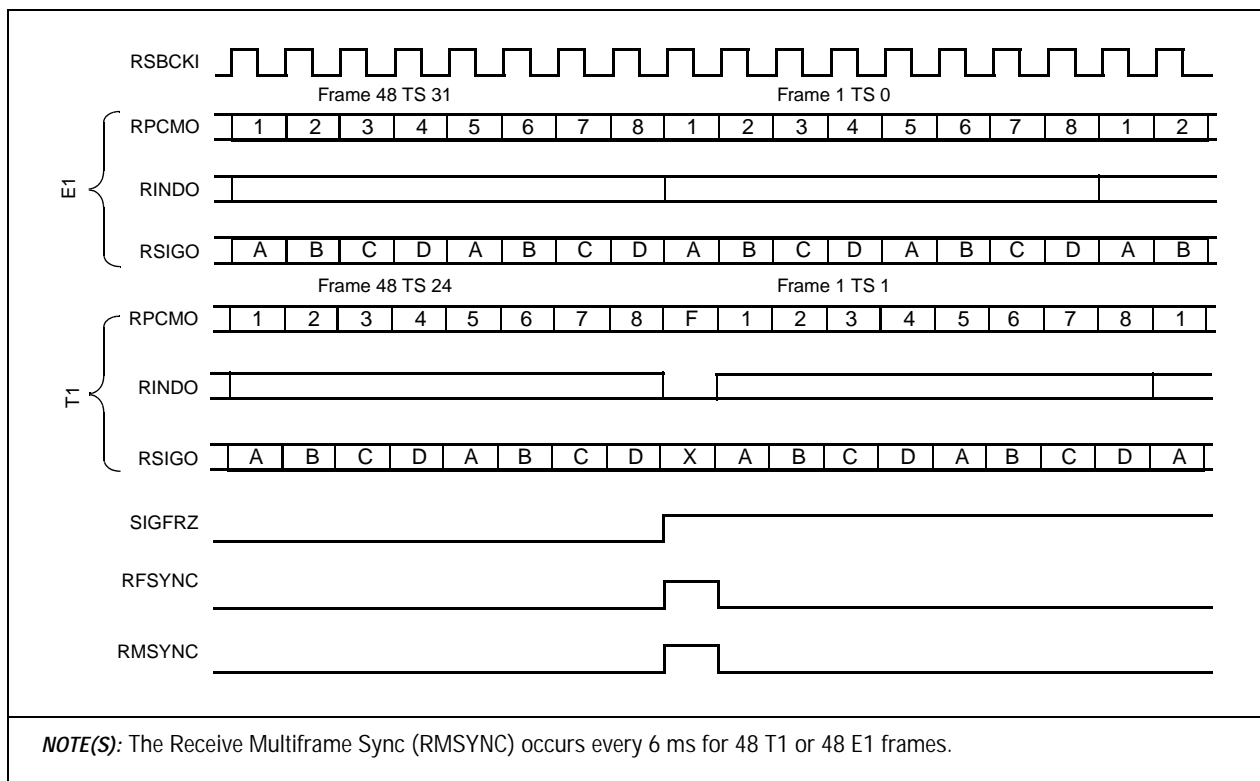 RSBCKI
Frame 48 TS 31 Frame 1 TS 0
E1
RPCMO 1 2 3 4 5 6 7 8 1 2 3 4 5 6 7 8 1 2
RINDO
RSIGO A B C D A B C D A B C D A B C D A B
Frame 48 TS 24 Frame 1 TS 1
T1
RPCMO 1 2 3 4 5 6 7 8 F 1 2 3 4 5 6 7 8 1
RINDO
RSIGO A B C D A B C D X A B C D A B C D A
SIGFRZ
RFSYNC
RMSYNC
NOTE(S): The Receive Multiframe Sync (RMSYNC) occurs every 6 ms for 48 T1 or 48 E1 frames.